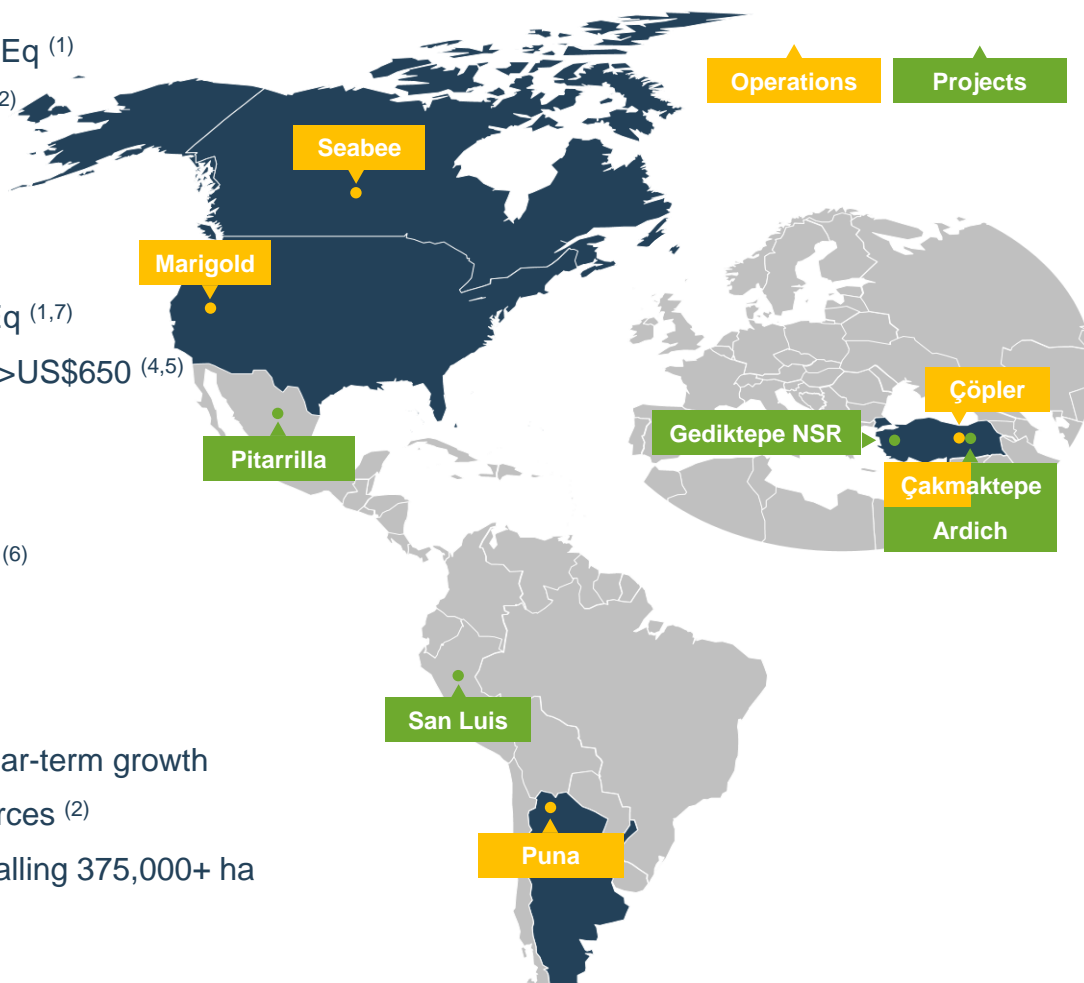 Eq (1)
2)
Operations
Projects
Seabee
Marigold
q (1,7)
>US$650 (4,5)
Çöpler
Gediktepe NSR
Pitarrilla
Çakmaktepe
Ardich
(6)
San Luis
ar-term growth
rces (2)
alling 375,000+ ha
Puna